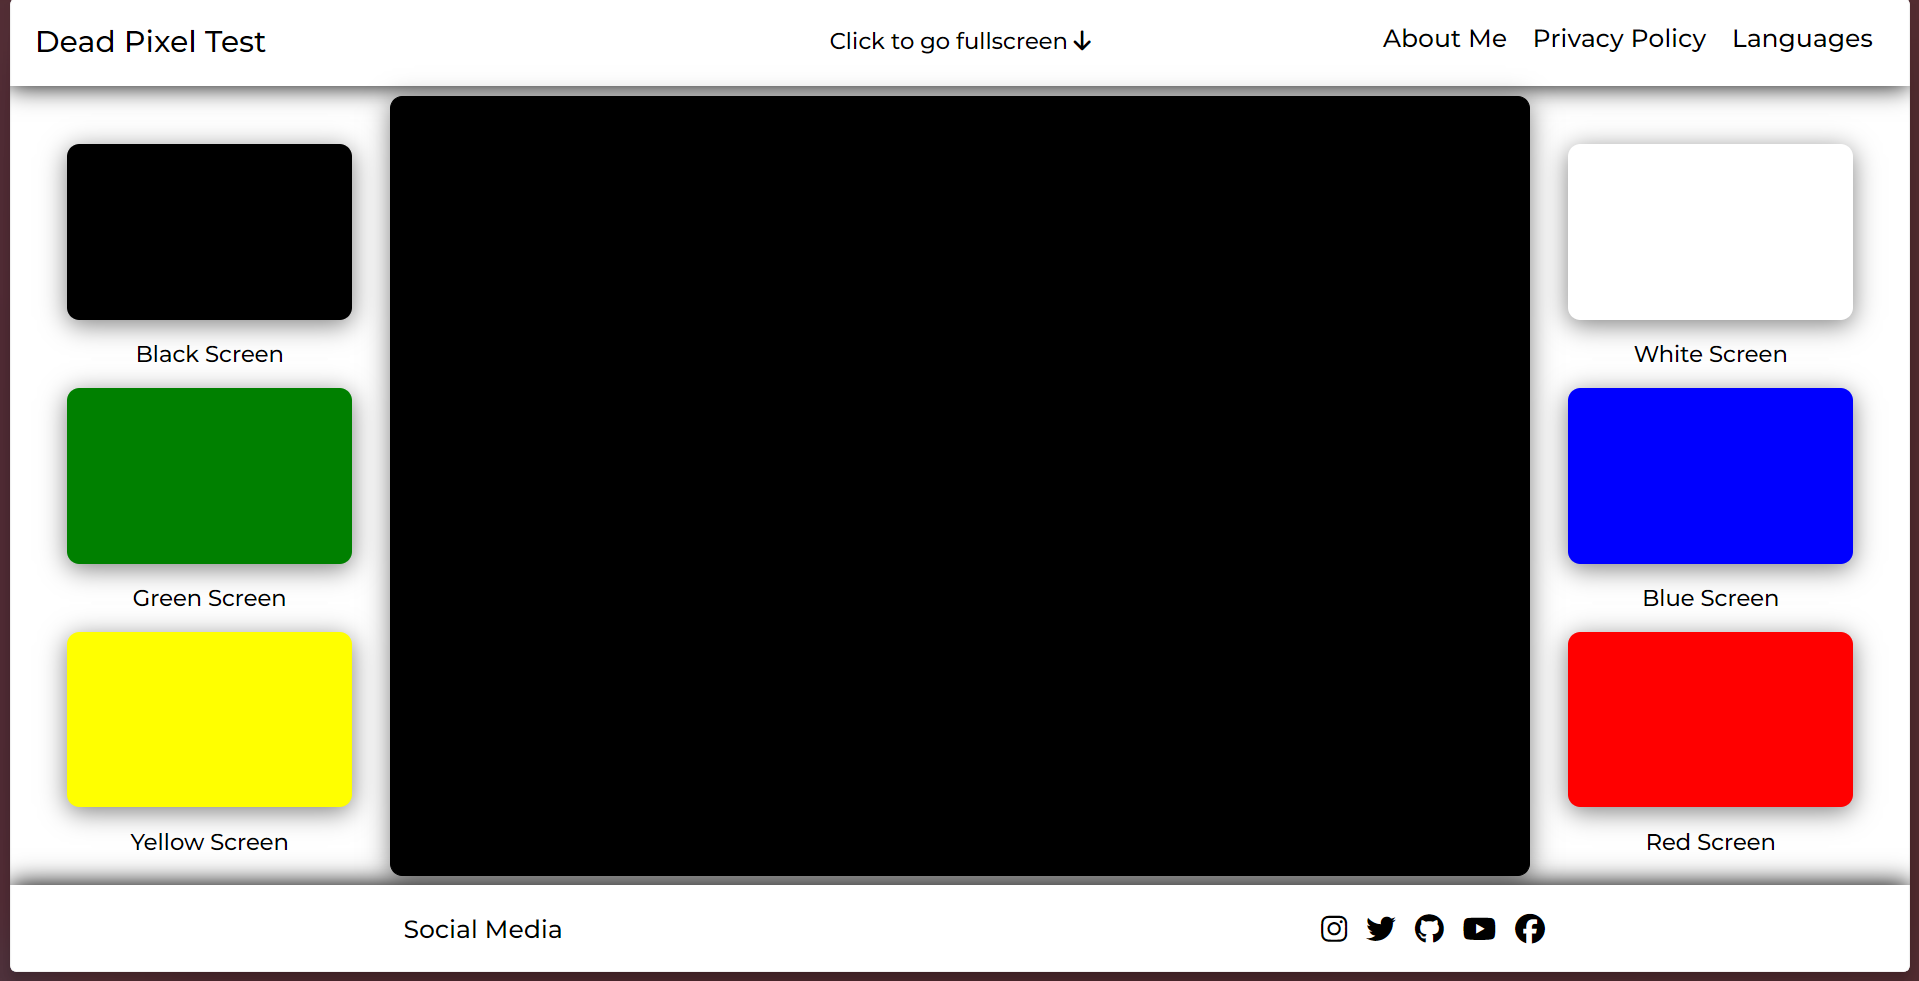 Dead Pixel Test
Click to go fullscreen
About Me
Privacy Policy
Languages
Black Screen
White Screen
Green Screen
Blue Screen
Yellow Screen
Red Screen
Social Media